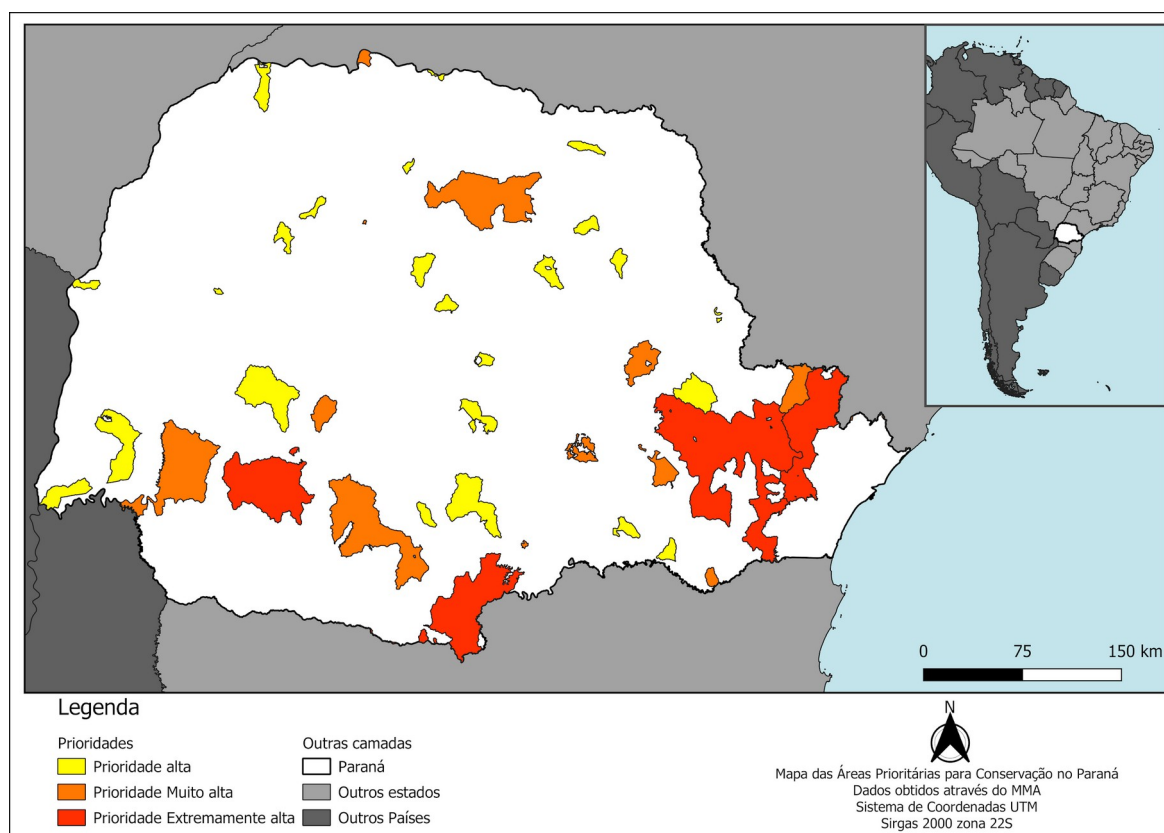 0 75 150 km
Legenda
Prioridades
Prioridade alta
Prioridade Muito alta
Prioridade Extremamente alta
Outras camadas
Paraná
Outros estados
Outros Países
N
Mapa das Áreas Prioritárias para Conservação no Paraná
Dados obtidos através do MMA
Sistema de Coordenadas UTM
Sirgas 2000 zona 22S